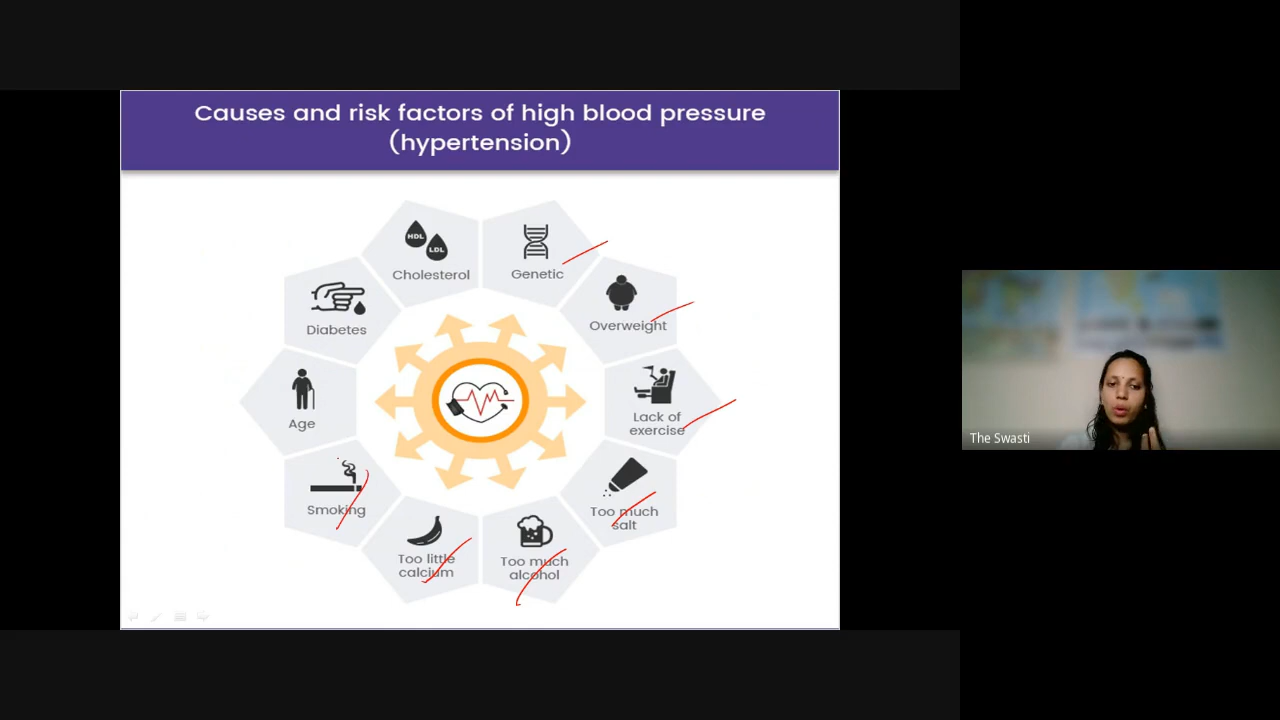 Causes and risk factors of high blood pressure
(hypertension)
HDL
LDL
Cholesterol
Genetic
Overweight
Lack of
exercise
Too much
salt
Too much
alcohol
Too little
calcium
Smoking
Age
Diabetes
The Swasti